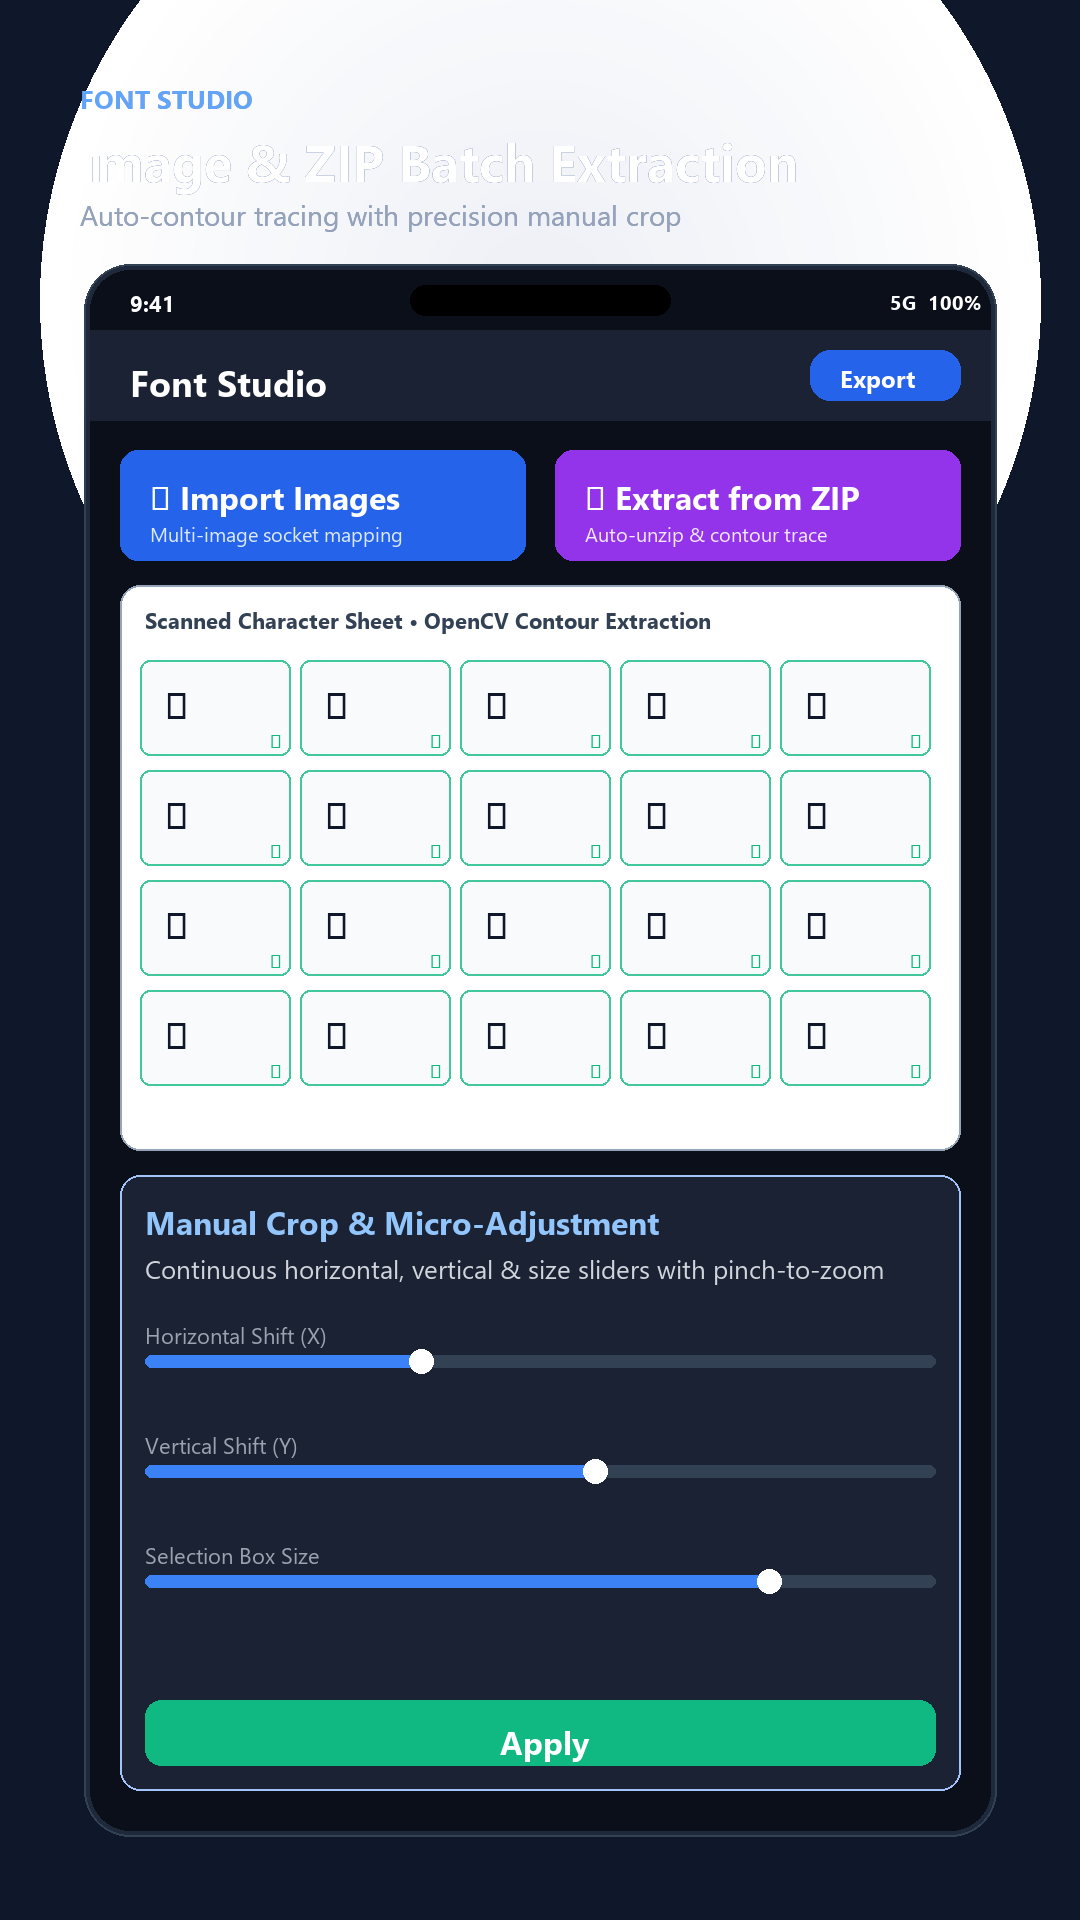 FONT STUDIO
Image & ZIP Batch Extraction
Auto-contour tracing with precision manual crop
9:41
5G 100%
Font Studio
Export
Import Images
Extract from ZIP
Multi-image socket mapping
Auto-unzip & contour trace
Scanned Character Sheet • OpenCV Contour Extraction
Manual Crop & Micro-Adjustment
Continuous horizontal, vertical & size sliders with pinch-to-zoom
Horizontal Shift (X)
Vertical Shift (Y)
Selection Box Size
Apply